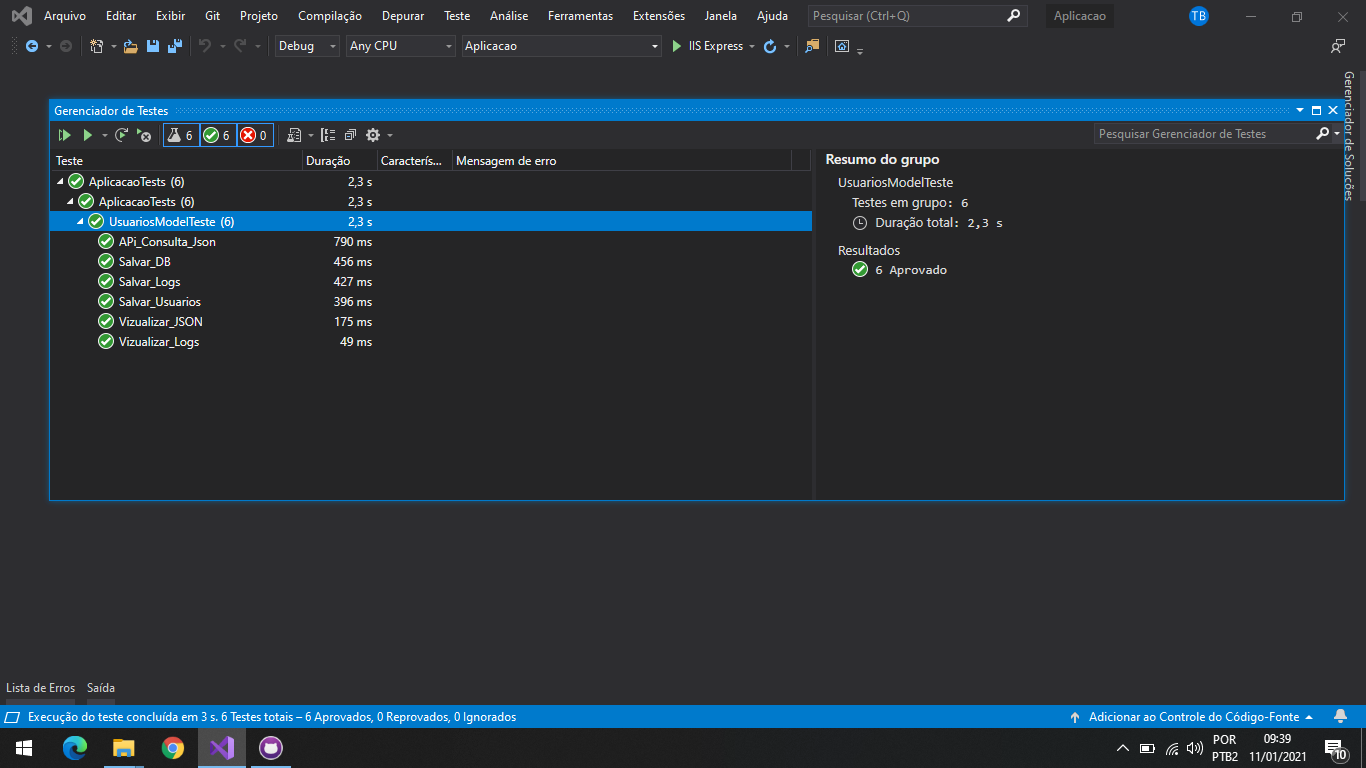 Arquivo Editar Exibir Git Projeto Compilação Depurar Teste Análise Ferramentas Extensões Janela Ajuda Pesquisar (Ctrl+Q) Aplicacao TB
Debug Any CPU Aplicacao IIS Express
Gerenciador de Testes
6 6 0 Pesquisar Gerenciador de Testes
Teste Duração Caracterís... Mensagem de erro
AplicacaoTests (6) 2,3 s
AplicacaoTests (6) 2,3 s
UsuariosModelTeste (6) 2,3 s
APi_Consulta_Json 790 ms
Salvar_DB 456 ms
Salvar_Logs 427 ms
Salvar_Usuarios 396 ms
Vizualizar_JSON 175 ms
Vizualizar_Logs 49 ms
Resumo do grupo
UsuariosModelTeste
Testes em grupo: 6
Duração total: 2,3 s
Resultados
6 Aprovado
Gerenciador de Soluções
Lista de Erros Saída
Execução do teste concluída em 3 s. 6 Testes totais – 6 Aprovados, 0 Reprovados, 0 Ignorados Adicionar ao Controle do Código-Fonte
POR
PTB2
09:39
11/01/2021
10